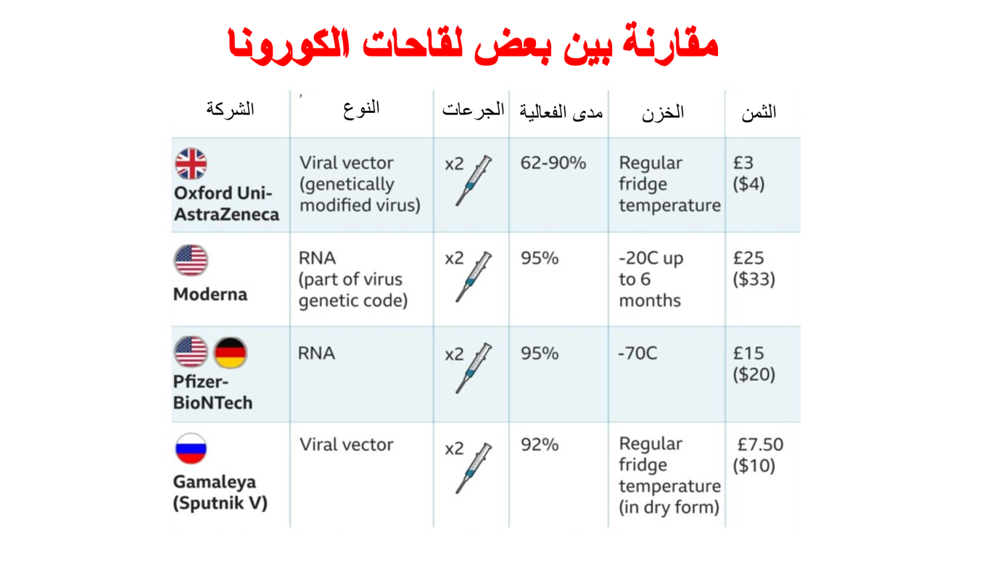 مقارنة بين بعض لقاحات الكورونا
الشركة
النوع
الجرعات
مدى الفعالية
الخزن
الثمن
Oxford Uni-
AstraZeneca
Viral vector
(genetically
modified virus)
x2
62-90%
Regular
fridge
temperature
£3
($4)
Moderna
RNA
(part of virus
genetic code)
x2
95%
-20C up
to 6
months
£25
($33)
Pfizer-
BioNTech
RNA
x2
95%
-70C
£15
($20)
Gamaleya
(Sputnik V)
Viral vector
x2
92%
Regular
fridge
temperature
(in dry form)
£7.50
($10)